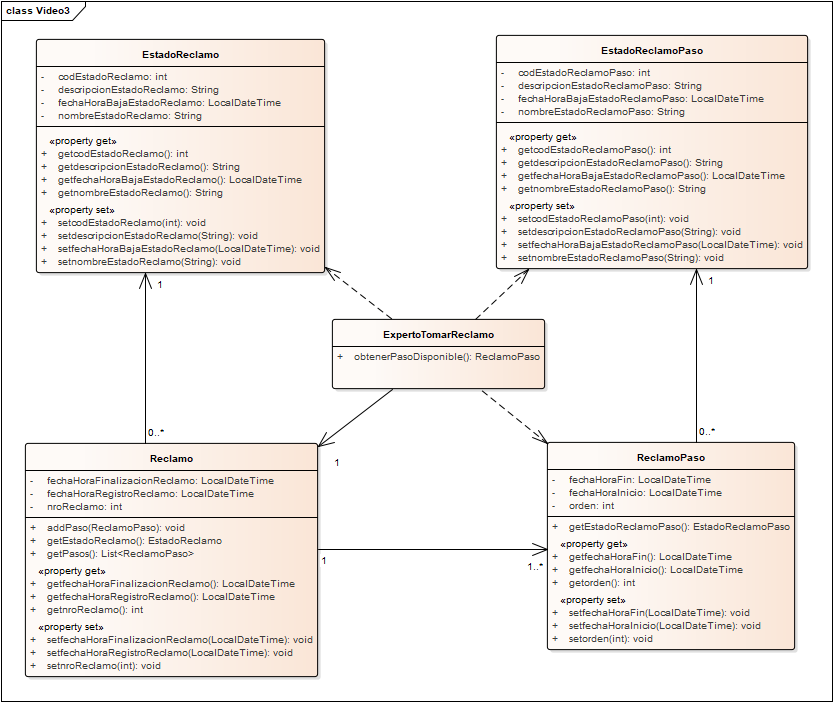 class Video3
EstadoReclamo
- codEstadoReclamo: int
- descripcionEstadoReclamo: String
- fechaHoraBajaEstadoReclamo: LocalDateTime
- nombreEstadoReclamo: String
«property get»
+ getcodEstadoReclamo(): int
+ getdescripcionEstadoReclamo(): String
+ getfechaHoraBajaEstadoReclamo(): LocalDateTime
+ getnombreEstadoReclamo(): String
«property set»
+ setcodEstadoReclamo(int): void
+ setdescripcionEstadoReclamo(String): void
+ setfechaHoraBajaEstadoReclamo(LocalDateTime): void
+ setnombreEstadoReclamo(String): void
EstadoReclamoPaso
- codEstadoReclamoPaso: int
- descripcionEstadoReclamoPaso: String
- fechaHoraBajaEstadoReclamoPaso: LocalDateTime
- nombreEstadoReclamoPaso: String
«property get»
+ getcodEstadoReclamoPaso(): int
+ getdescripcionEstadoReclamoPaso(): String
+ getfechaHoraBajaEstadoReclamoPaso(): LocalDateTime
+ getnombreEstadoReclamoPaso(): String
«property set»
+ setcodEstadoReclamoPaso(int): void
+ setdescripcionEstadoReclamoPaso(String): void
+ setfechaHoraBajaEstadoReclamoPaso(LocalDateTime): void
+ setnombreEstadoReclamoPaso(String): void
1
1
ExpertoTomarReclamo
+ obtenerPasoDisponible(): ReclamoPaso
0..*
0..*
1
Reclamo
- fechaHoraFinalizacionReclamo: LocalDateTime
- fechaHoraRegistroReclamo: LocalDateTime
- nroReclamo: int
+ addPaso(ReclamoPaso): void
+ getEstadoReclamo(): EstadoReclamo
+ getPasos(): List<ReclamoPaso>
«property get»
+ getfechaHoraFinalizacionReclamo(): LocalDateTime
+ getfechaHoraRegistroReclamo(): LocalDateTime
+ getnroReclamo(): int
«property set»
+ setfechaHoraFinalizacionReclamo(LocalDateTime): void
+ setfechaHoraRegistroReclamo(LocalDateTime): void
+ setnroReclamo(int): void
1
1..*
ReclamoPaso
- fechaHoraFin: LocalDateTime
- fechaHoraInicio: LocalDateTime
- orden: int
+ getEstadoReclamoPaso(): EstadoReclamoPaso
«property get»
+ getfechaHoraFin(): LocalDateTime
+ getfechaHoraInicio(): LocalDateTime
+ getorden(): int
«property set»
+ setfechaHoraFin(LocalDateTime): void
+ setfechaHoraInicio(LocalDateTime): void
+ setorden(int): void